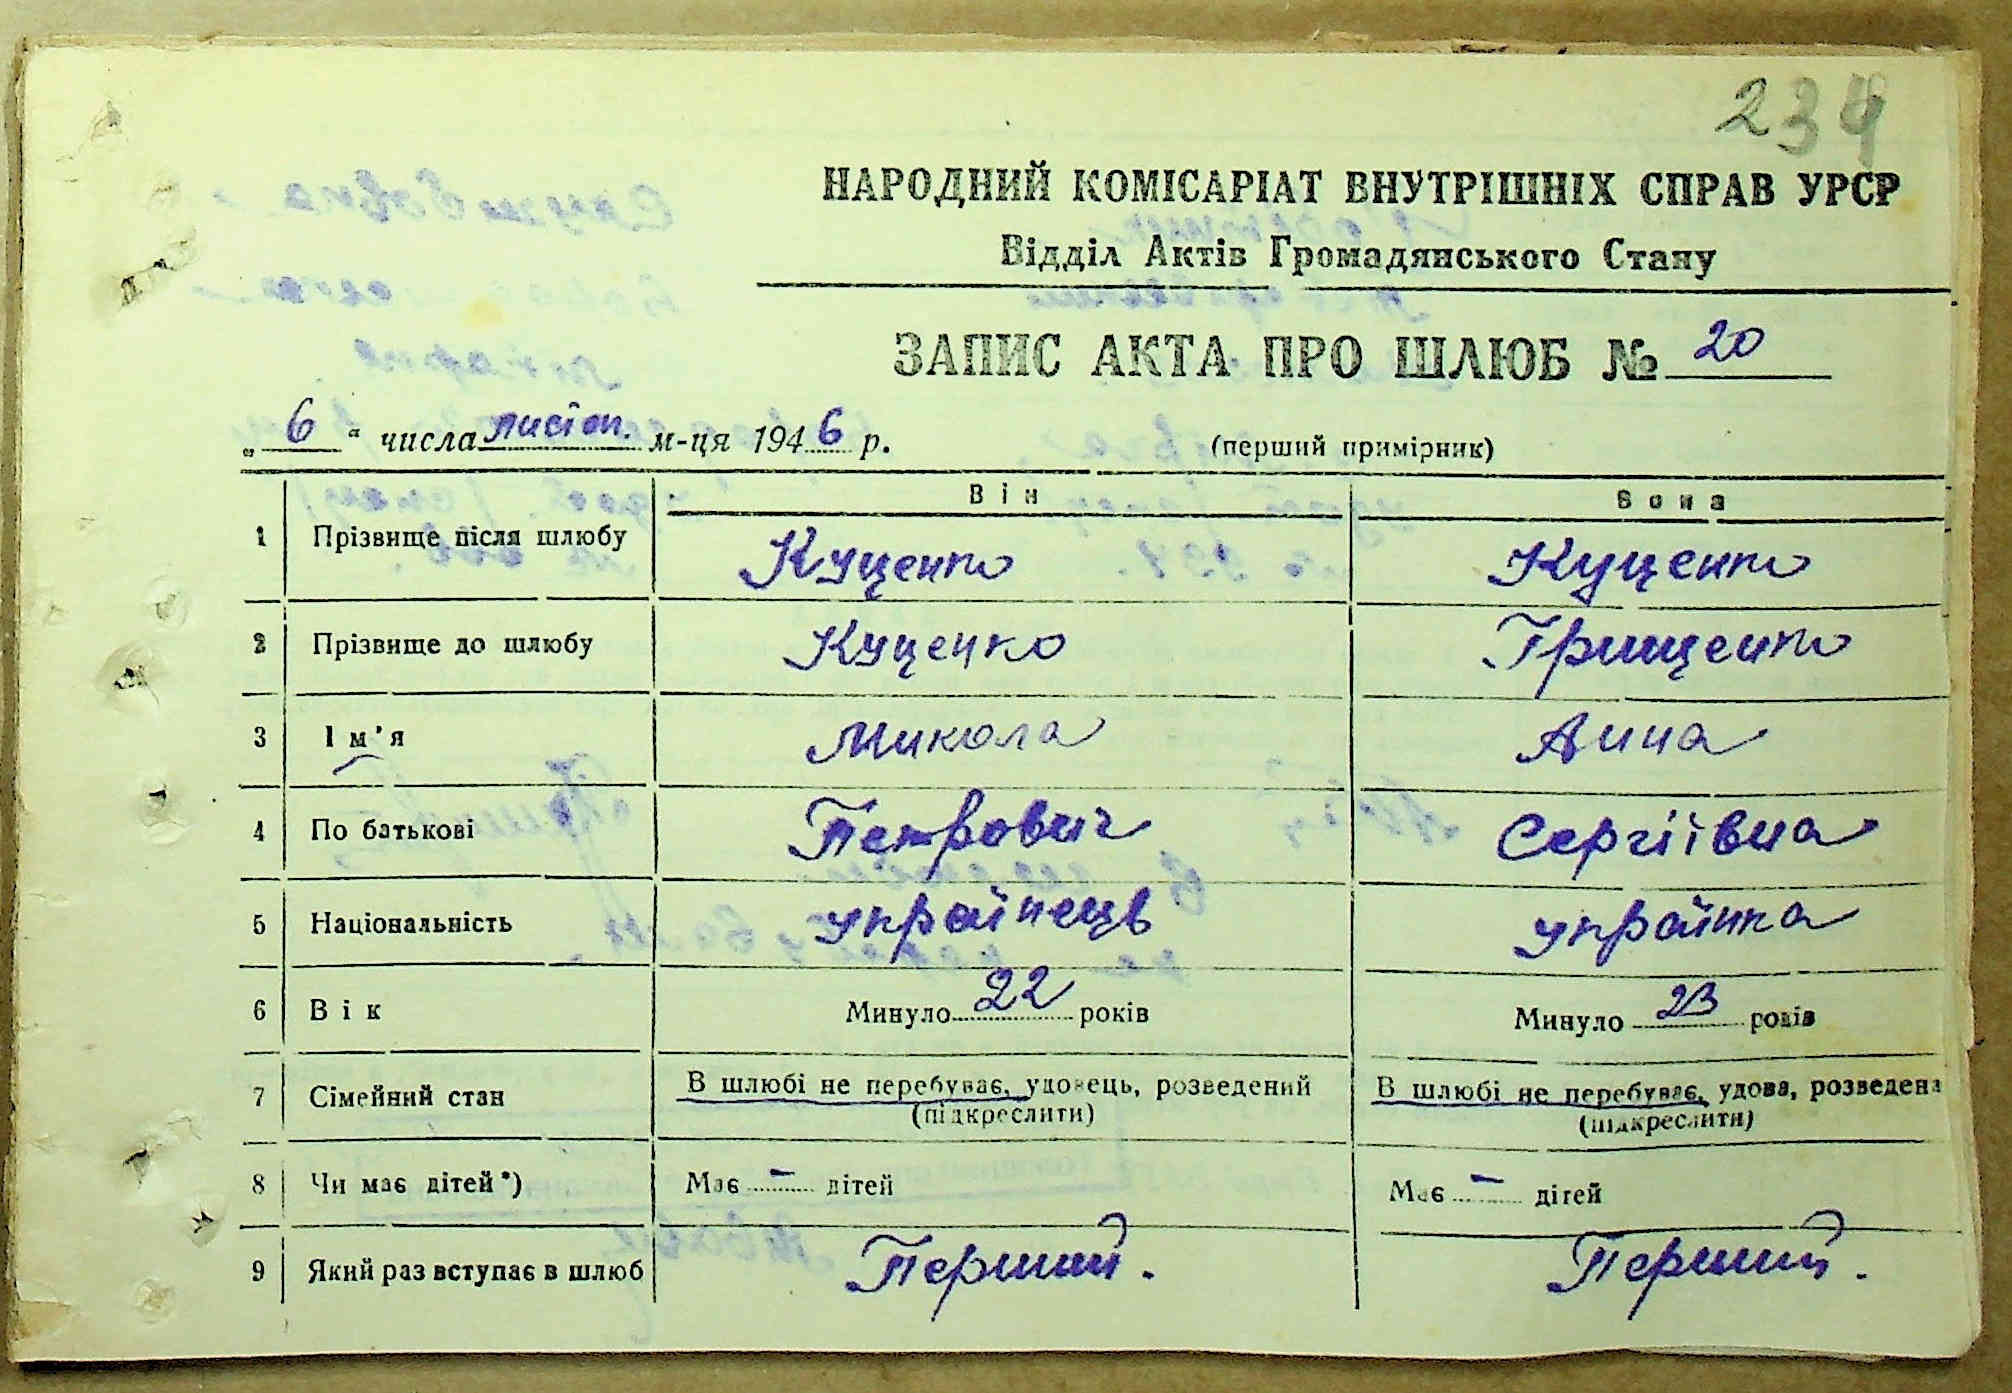 234
НАРОДНИЙ КОМІСАРІАТ ВНУТРІШНІХ СПРАВ УРСР
Відділ Актів Громадянського Стану
ЗАПИС АКТА ПРО ШЛЮБ № 20
„ 6 “ числа листоп. м-ця 1946 р. (перший примірник)
Він Вона
1 Прізвище після шлюбу Куценко Куценко
2 Прізвище до шлюбу Куценко Грищенко
3 Ім’я Микола Анна
4 По батькові Петрович Сергіївна
5 Національність українець українка
6 Вік Минуло 22 років Минуло 23 років
7 Сімейний стан В шлюбі не перебуває, удовець, розведений В шлюбі не перебуває, удова, розведена
(підкреслити) (підкреслити)
8 Чи має дітей*) Має – дітей Має – дітей
9 Який раз вступає в шлюб Перший. Перший.